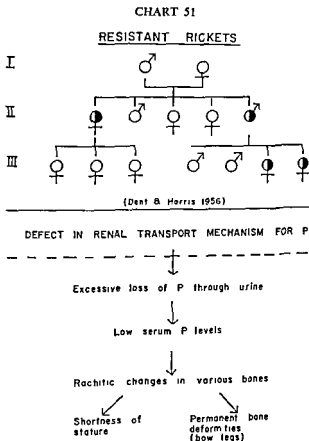 CHART 51
RESISTANT RICKETS
I
II
III
(Dent & Harris 1956)
DEFECT IN RENAL TRANSPORT MECHANISM FOR P
Excessive loss of P through urine
Low serum P levels
Rachitic changes in various bones
Shortness of
stature
Permanent bone
deformities
(bow legs)